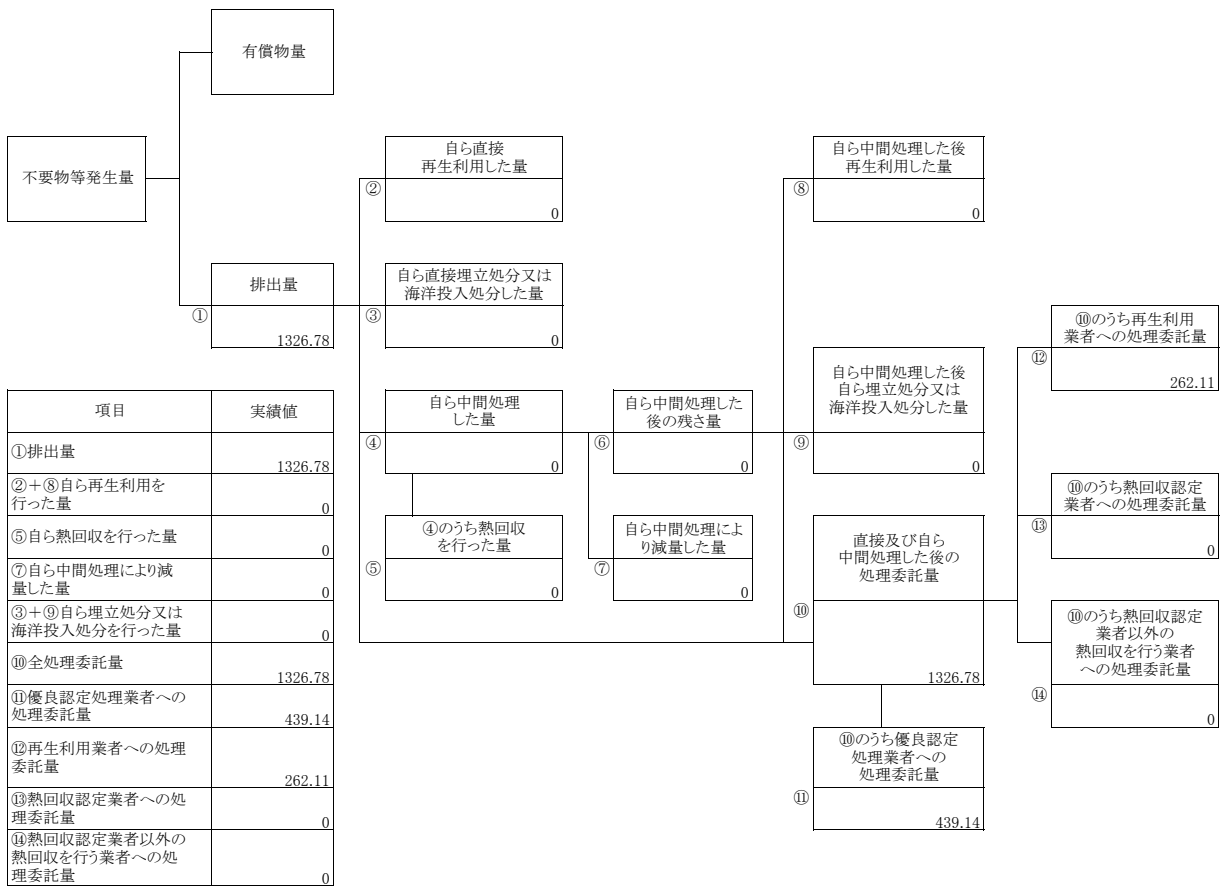 有償物量
不要物等発生量
自ら直接
再生利用した量
②
0
自ら中間処理した後
再生利用した量
⑧
0
排出量
①
1326.78
自ら直接埋立処分又は
海洋投入処分した量
③
0
⑩のうち再生利用
業者への処理委託量
⑫
262.11
自ら中間処理
した量
④
0
自ら中間処理した
後の残さ量
⑥
0
自ら中間処理した後
自ら埋立処分又は
海洋投入処分した量
⑨
0
⑩のうち熱回収認定
業者への処理委託量
⑬
0
④のうち熱回収
を行った量
⑤
0
自ら中間処理によ
り減量した量
⑦
0
直接及び自ら
中間処理した後の
処理委託量
⑩
1326.78
⑩のうち熱回収認定
業者以外の
熱回収を行う業者
への処理委託量
⑭
0
⑩のうち優良認定
処理業者への
処理委託量
⑪
439.14
項目 実績値
①排出量
1326.78
②+⑧自ら再生利用を
行った量
0
⑤自ら熱回収を行った量
0
⑦自ら中間処理により減
量した量
0
③+⑨自ら埋立処分又は
海洋投入処分を行った量
0
⑩全処理委託量
1326.78
⑪優良認定処理業者への
処理委託量
439.14
⑫再生利用業者への処理
委託量
262.11
⑬熱回収認定業者への処
理委託量
0
⑭熱回収認定業者以外の
熱回収を行う業者への処
理委託量
0